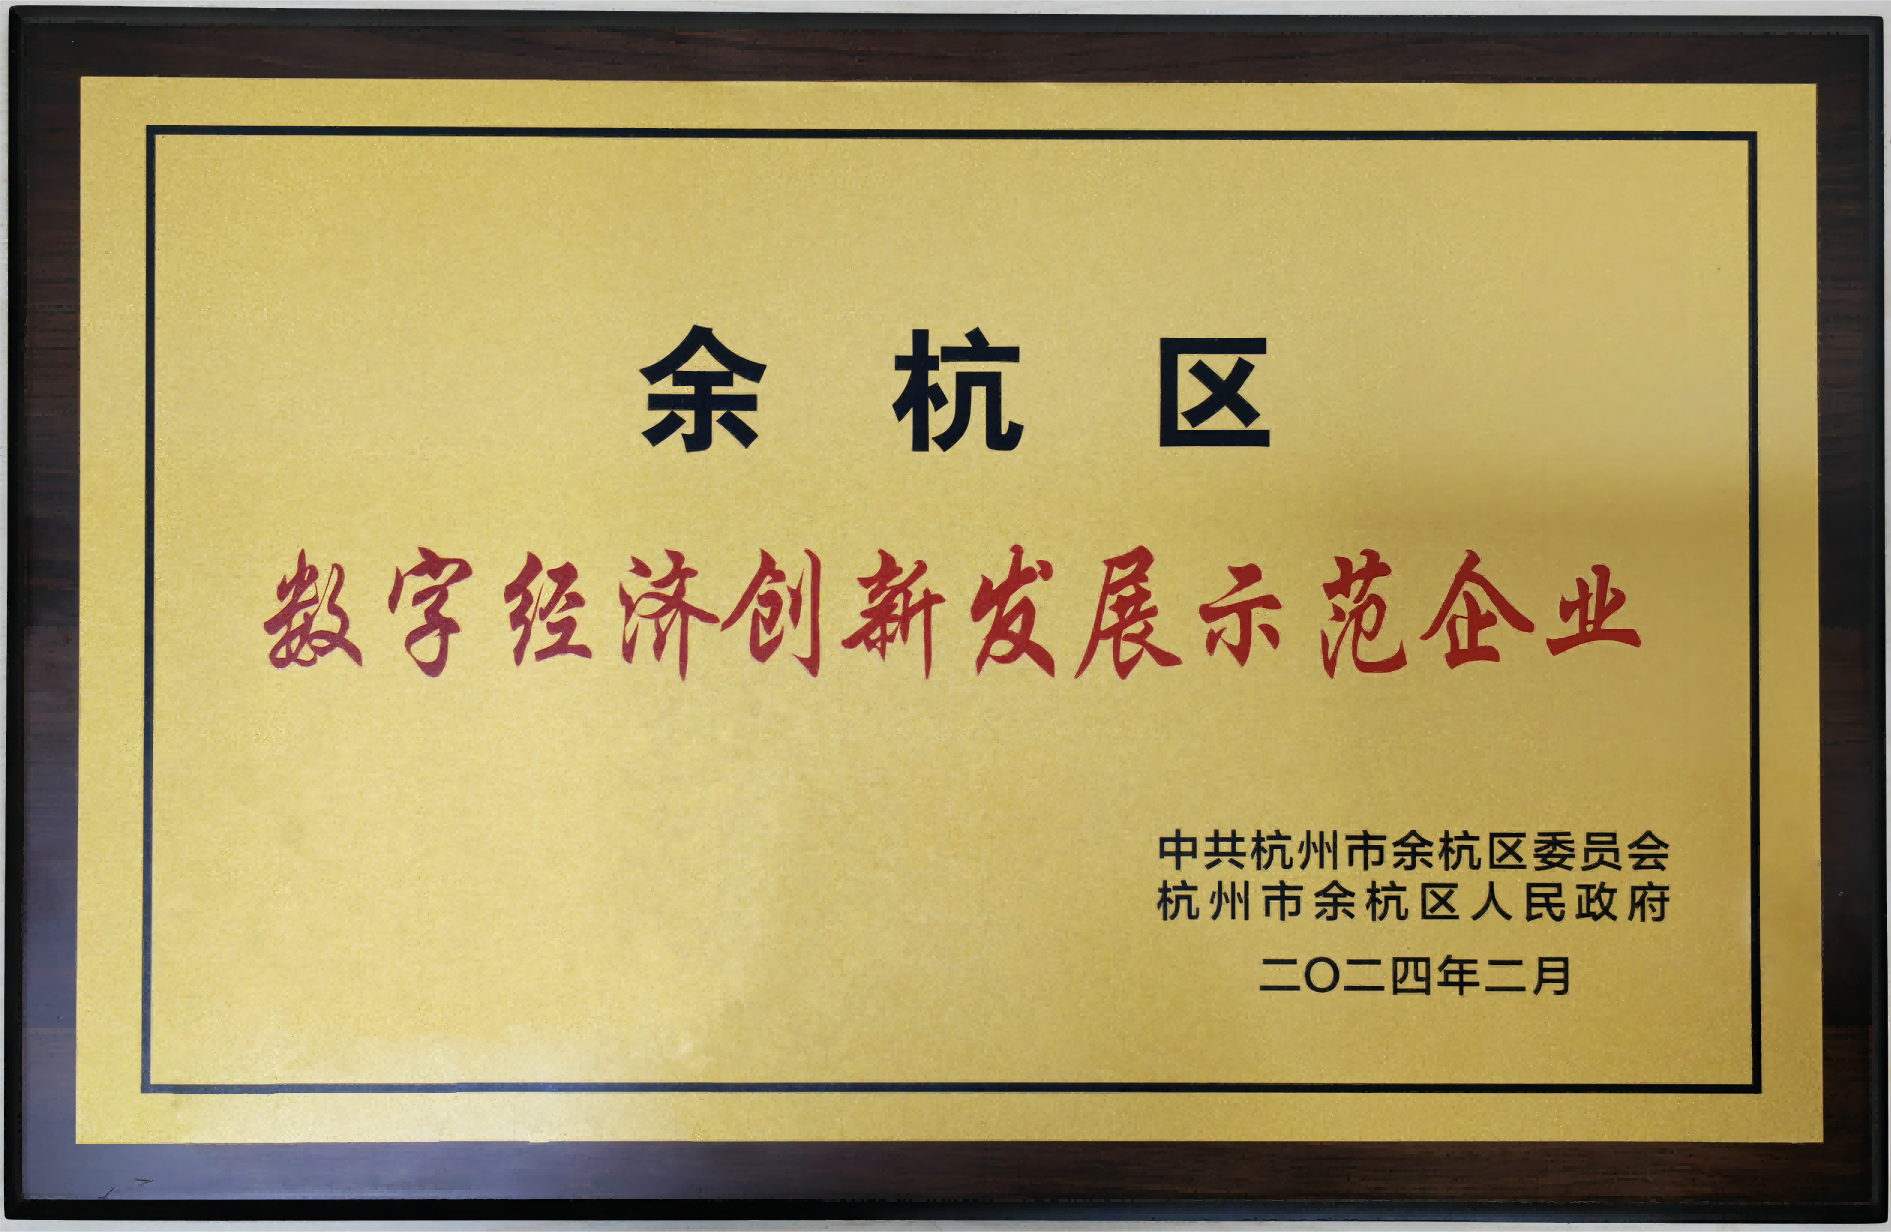 余杭区
数字经济创新发展示范企业
中共杭州市余杭区委员会
杭州市余杭区人民政府
二〇二四年二月